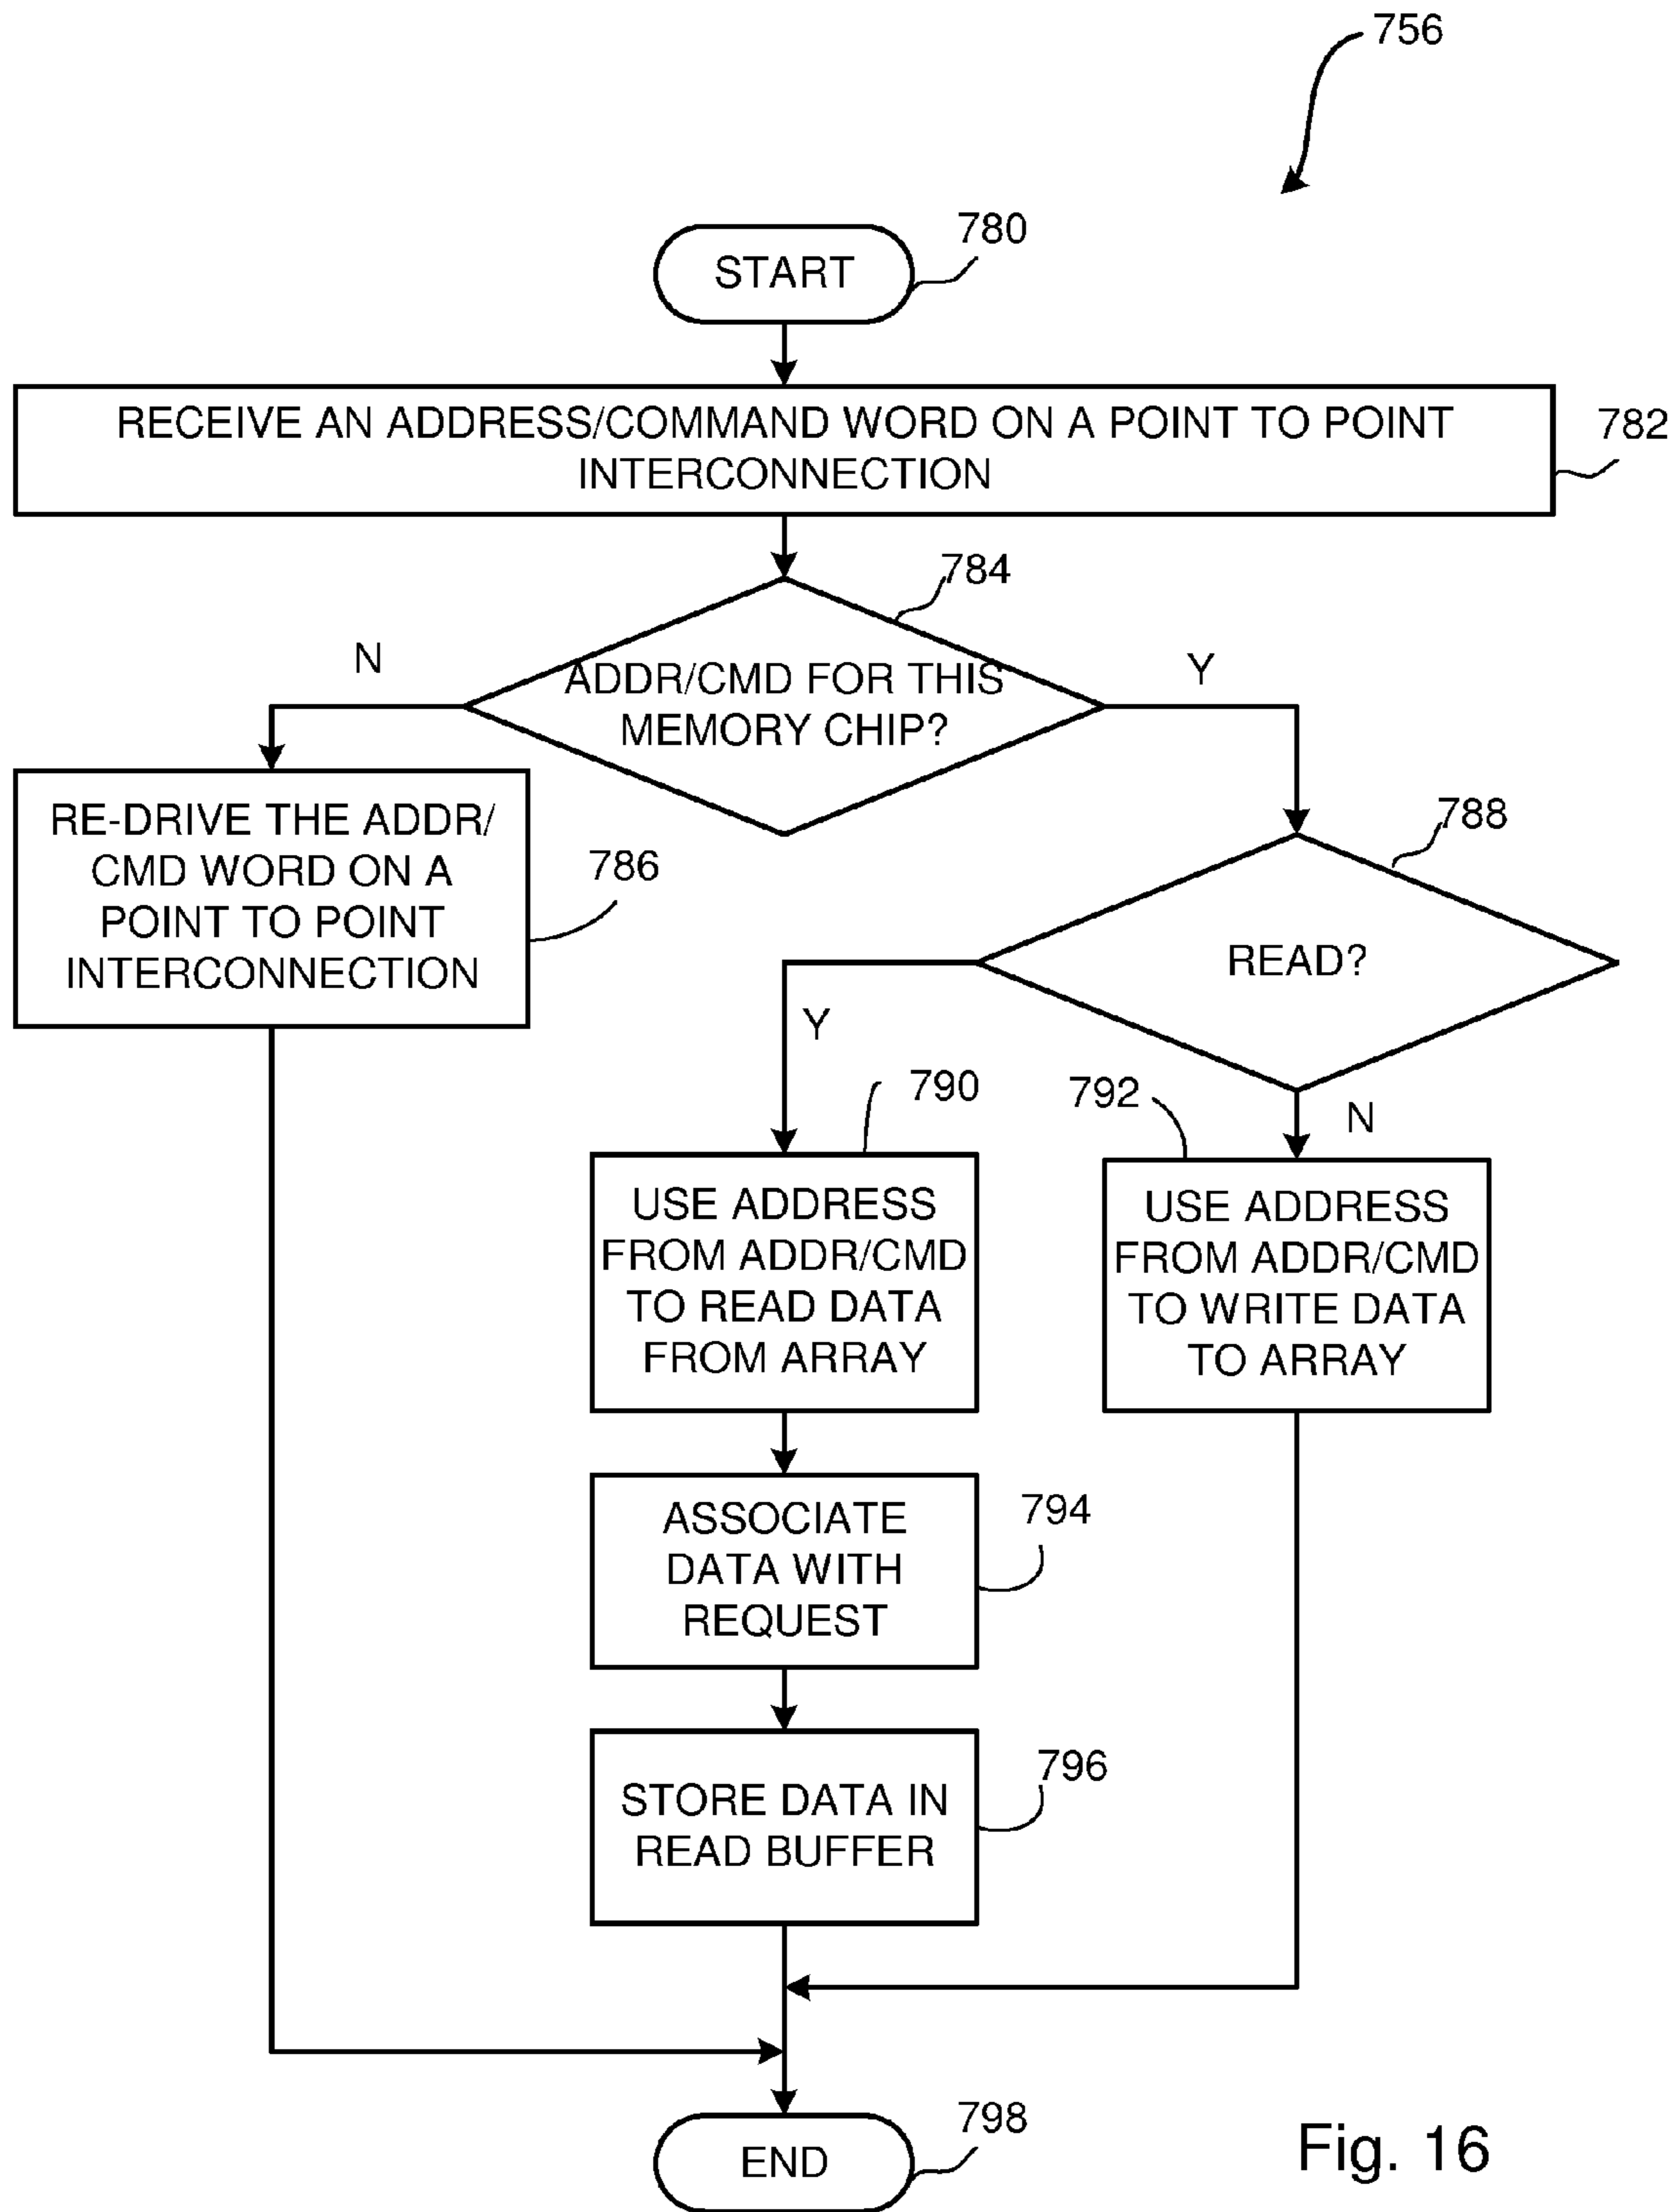 756
START
780
RECEIVE AN ADDRESS/COMMAND WORD ON A POINT TO POINT
INTERCONNECTION
782
784
ADDR/CMD FOR THIS
MEMORY CHIP?
N
Y
RE-DRIVE THE ADDR/
CMD WORD ON A
POINT TO POINT
INTERCONNECTION
786
788
READ?
Y
N
790
USE ADDRESS
FROM ADDR/CMD
TO READ DATA
FROM ARRAY
792
USE ADDRESS
FROM ADDR/CMD
TO WRITE DATA
TO ARRAY
ASSOCIATE
DATA WITH
REQUEST
794
STORE DATA IN
READ BUFFER
796
END
798
Fig. 16